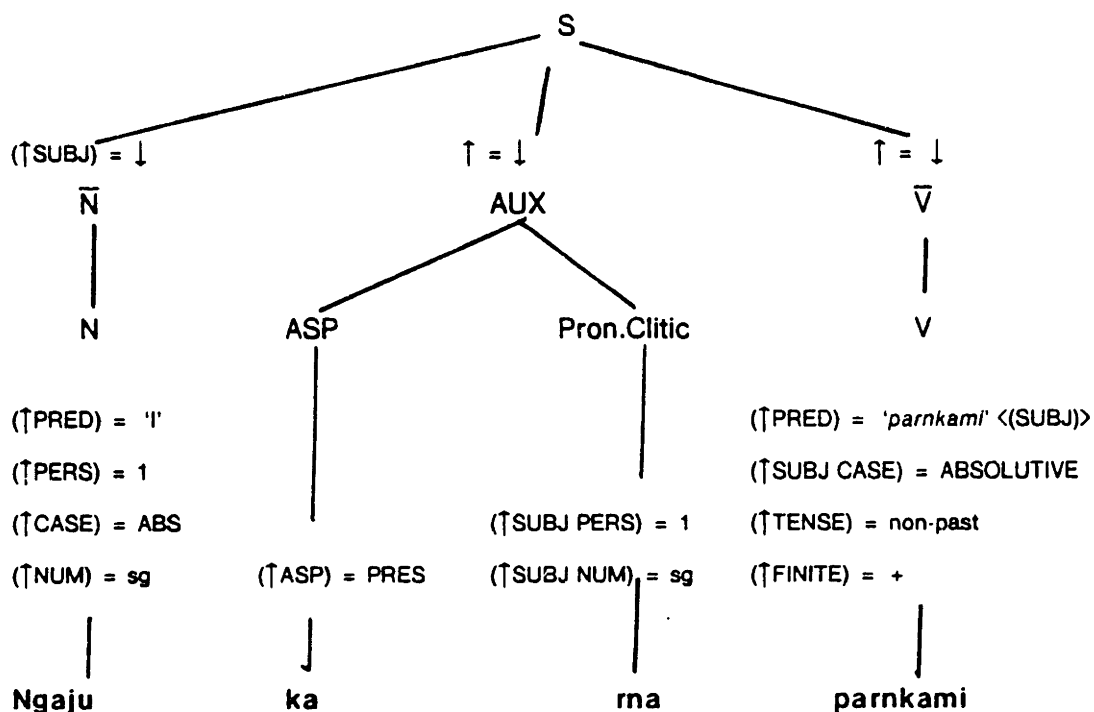 S
(↑SUBJ) = ↓ ↑ = ↓ ↑ = ↓
N̅ AUX V̅
N ASP Pron.Clitic V
(↑PRED) = 'I' (↑PRED) = 'parnkami' <(SUBJ)>
(↑PERS) = 1 (↑SUBJ CASE) = ABSOLUTIVE
(↑CASE) = ABS (↑SUBJ PERS) = 1 (↑TENSE) = non-past
(↑NUM) = sg (↑ASP) = PRES (↑SUBJ NUM) = sg (↑FINITE) = +
Ngaju ka rna parnkami